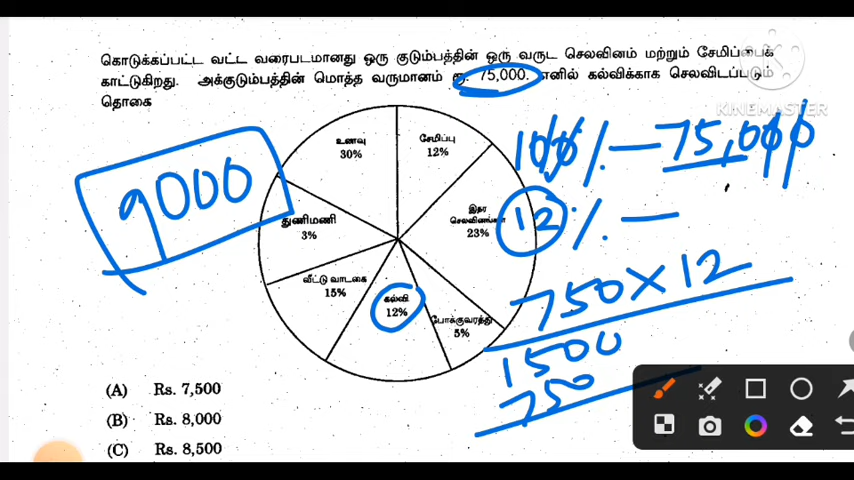 கொடுக்கப்பட்ட வட்ட வரைபடமானது ஒரு குடும்பத்தின் ஒரு வருட செலவினம் மற்றும் சேமிப்பைக்
காட்டுகிறது. அக்குடும்பத்தின் மொத்த வருமானம் ரூ. 75,000. எனில் கல்விக்காக செலவிடப்படும்
தொகை
KINEMASTER
உணவு
30%
சேமிப்பு
12%
100% — 75,000
9000
துணிமணி
3%
இதர
செலவினங்கள்
23%
12% —
வீட்டு வாடகை
15%
கல்வி
12%
போக்குவரத்து
5%
750 × 12
1500
750
(A) Rs. 7,500
(B) Rs. 8,000
(C) Rs. 8,500